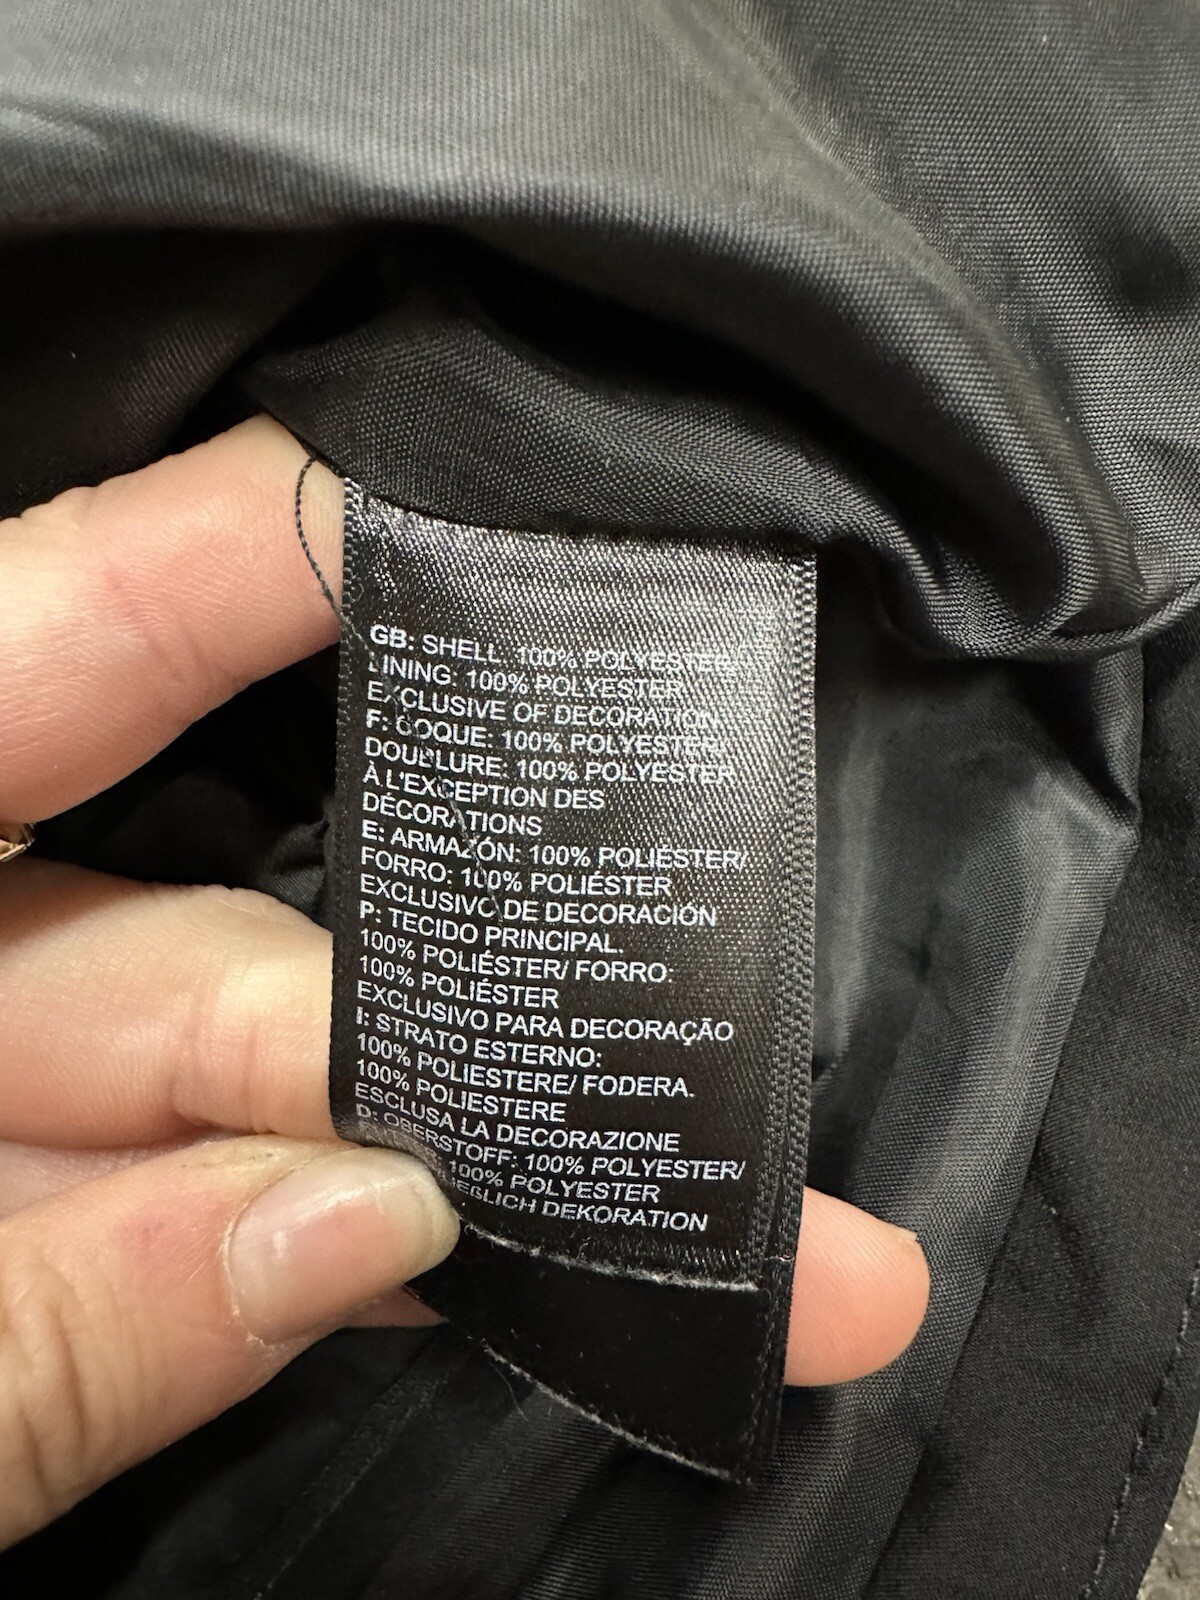 GB: SHELL 100% POLYESTER/
LINING: 100% POLYESTER
EXCLUSIVE OF DECORATION
F: COQUE: 100% POLYESTER/
DOUBLURE: 100% POLYESTER
À L'EXCEPTION DES
DÉCORATIONS
E: ARMAZÓN: 100% POLIÉSTER/
FORRO: 100% POLIÉSTER
EXCLUSIVO DE DECORACIÓN
P: TECIDO PRINCIPAL.
100% POLIÉSTER/ FORRO:
100% POLIÉSTER
EXCLUSIVO PARA DECORAÇÃO
I: STRATO ESTERNO:
100% POLIESTERE/ FODERA.
100% POLIESTERE
ESCLUSA LA DECORAZIONE
D: OBERSTOFF: 100% POLYESTER/
100% POLYESTER
DEKORATION